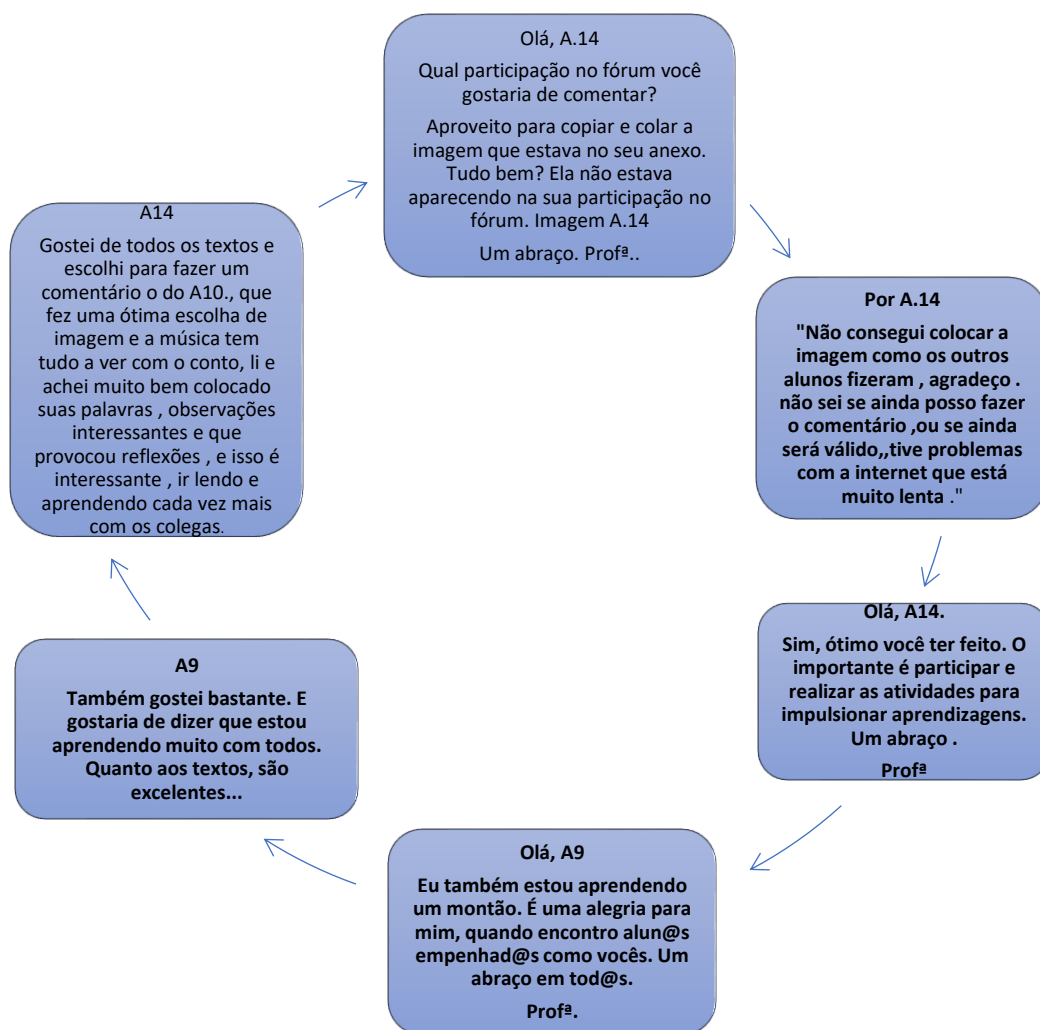 Olá, A.14
Qual participação no fórum você
gostaria de comentar?
Aproveito para copiar e colar a
imagem que estava no seu anexo.
Tudo bem? Ela não estava
aparecendo na sua participação no
fórum. Imagem A.14
Um abraço. Profª..
Por A.14
"Não consegui colocar a
imagem como os outros
alunos fizeram , agradeço .
não sei se ainda posso fazer
o comentário ,ou se ainda
será válido,,tive problemas
com a internet que está
muito lenta ."
Olá, A14.
Sim, ótimo você ter feito. O
importante é participar e
realizar as atividades para
impulsionar aprendizagens.
Um abraço .
Profª
Olá, A9
Eu também estou aprendendo
um montão. É uma alegria para
mim, quando encontro alun@s
empenhad@s como vocês. Um
abraço em tod@s.
Profª.
A9
Também gostei bastante. E
gostaria de dizer que estou
aprendendo muito com todos.
Quanto aos textos, são
excelentes...
A14
Gostei de todos os textos e
escolhi para fazer um
comentário o do A10., que
fez uma ótima escolha de
imagem e a música tem
tudo a ver com o conto, li e
achei muito bem colocado
suas palavras , observações
interessantes e que
provocou reflexões , e isso é
interessante , ir lendo e
aprendendo cada vez mais
com os colegas.